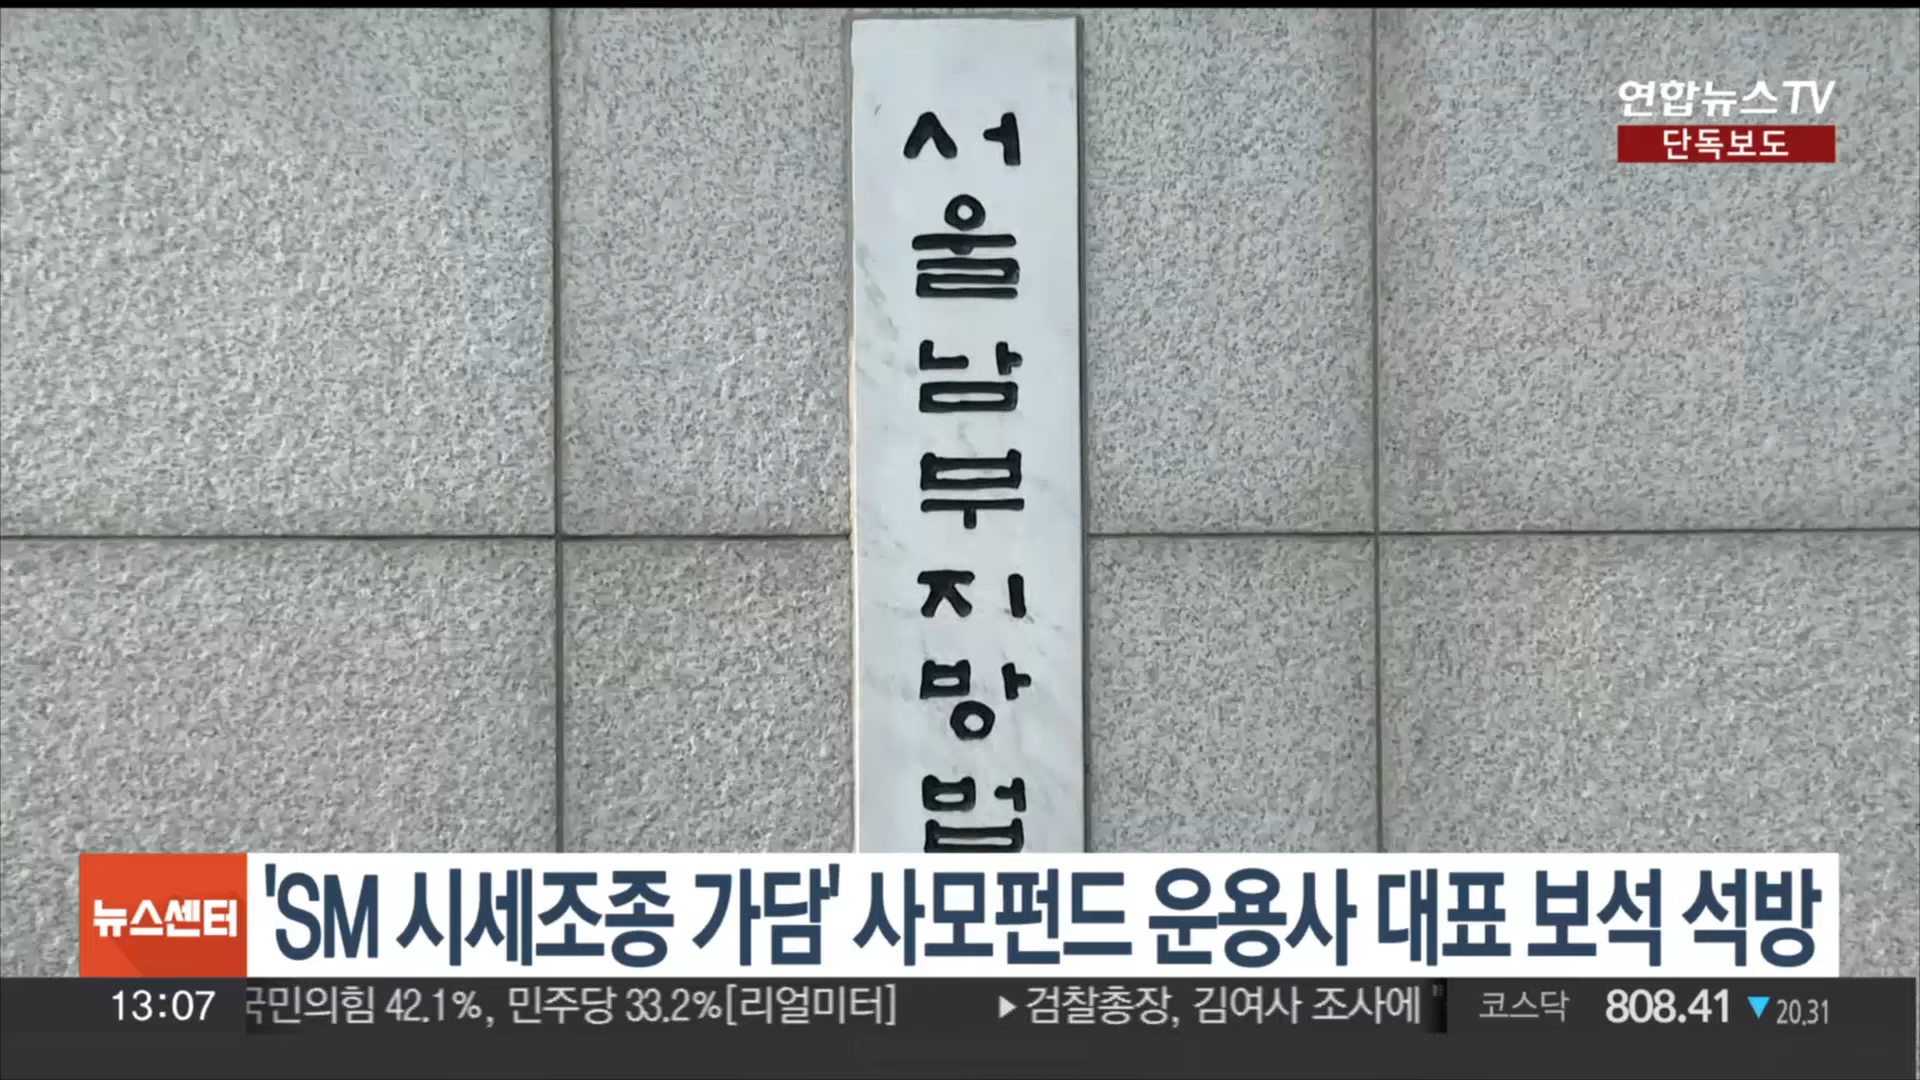 연합뉴스TV
단독보도
서울남부지방법
뉴스센터
'SM 시세조종 가담' 사모펀드 운용사 대표 보석 석방
13:07
국민의힘 42.1%, 민주당 33.2%[리얼미터]
▶검찰총장, 김여사 조사에 "
코스닥 808.41 ▼20.31